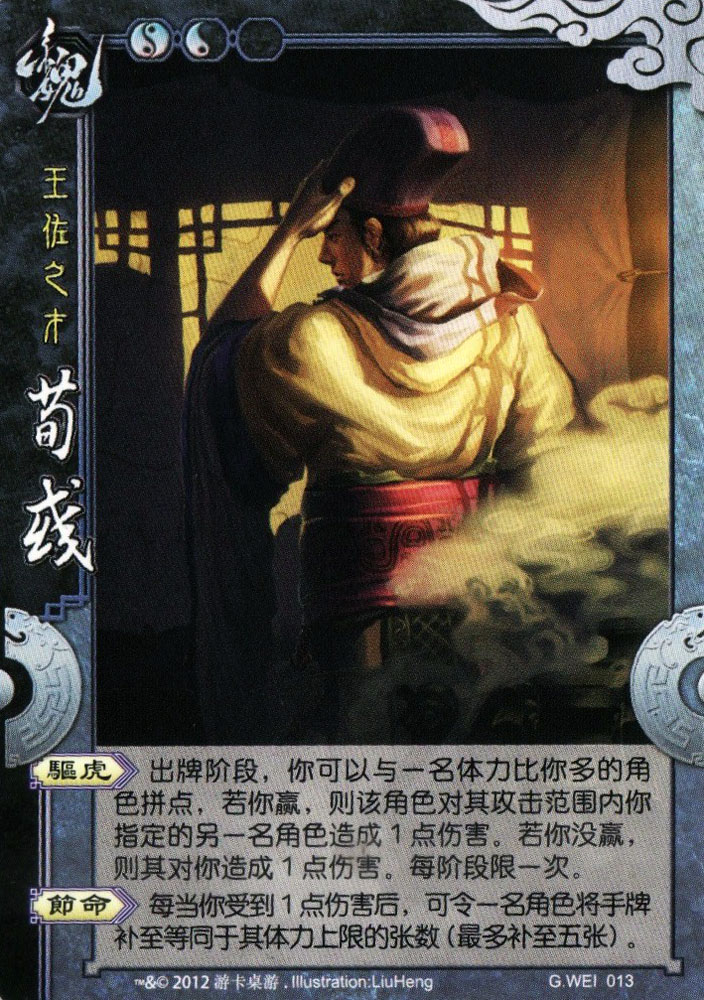 魏
王佐之才
荀彧
驅虎
出牌阶段，你可以与一名体力比你多的角
色拼点，若你赢，则该角色对其攻击范围内你
指定的另一名角色造成1点伤害。若你没赢，
则其对你造成1点伤害。每阶段限一次。
節命
每当你受到1点伤害后，可令一名角色将手牌
补至等同于其体力上限的张数（最多补至五张）。
™&© 2012 游卡桌游 . Illustration:LiuHeng
G.WEI 013